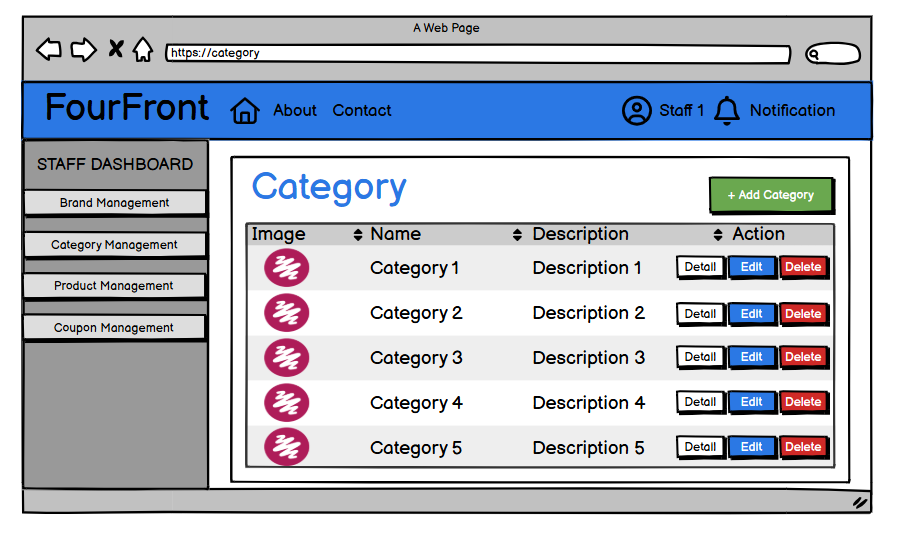 A Web Page
https://category
FourFront About Contact Staff 1 Notification
STAFF DASHBOARD
Brand Management
Category Management
Product Management
Coupon Management
Category
+ Add Category
Image Name Description Action
Category 1 Description 1 Detail Edit Delete
Category 2 Description 2 Detail Edit Delete
Category 3 Description 3 Detail Edit Delete
Category 4 Description 4 Detail Edit Delete
Category 5 Description 5 Detail Edit Delete